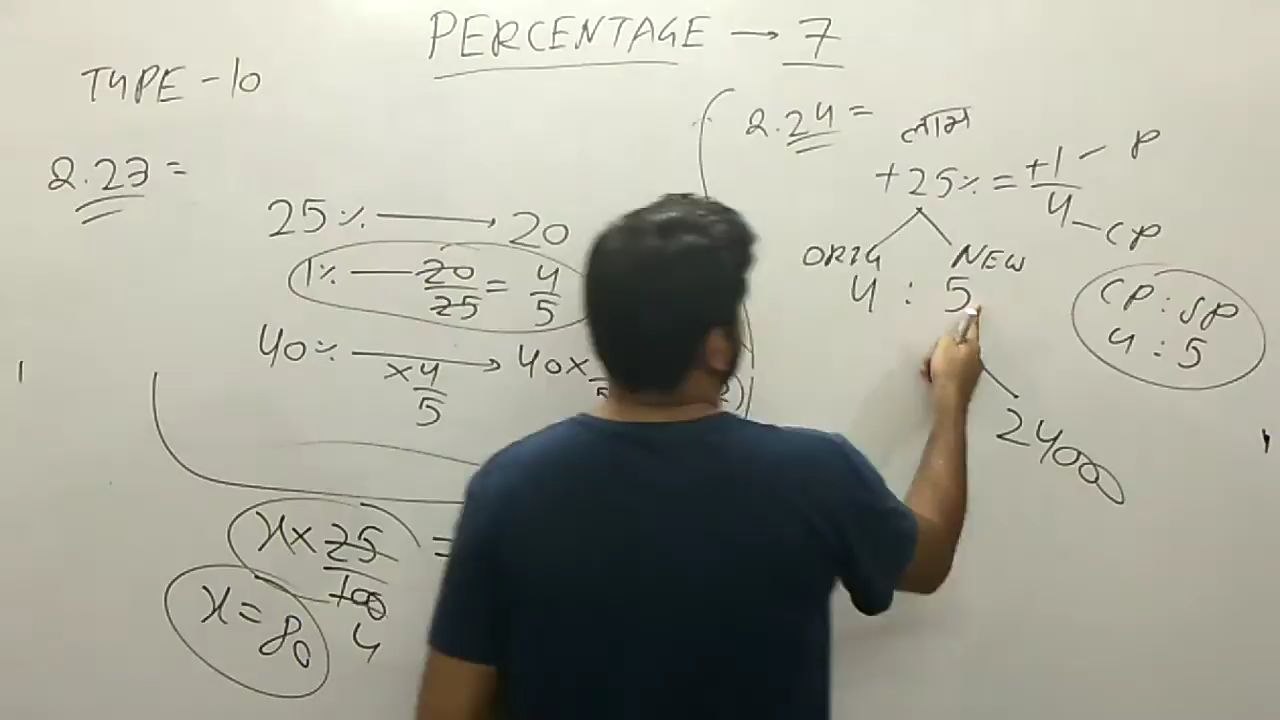 PERCENTAGE → 7
TYPE - 10
2.23 =
25% → 20
1% — 20/25 = 4/5
40% → 40 ×
× 4/5
x × 25/100 =
4
x = 80
2.24 =
लाभ
+25% = +1/4
P
CP
ORIG NEW
4 : 5
CP : SP
4 : 5
2400